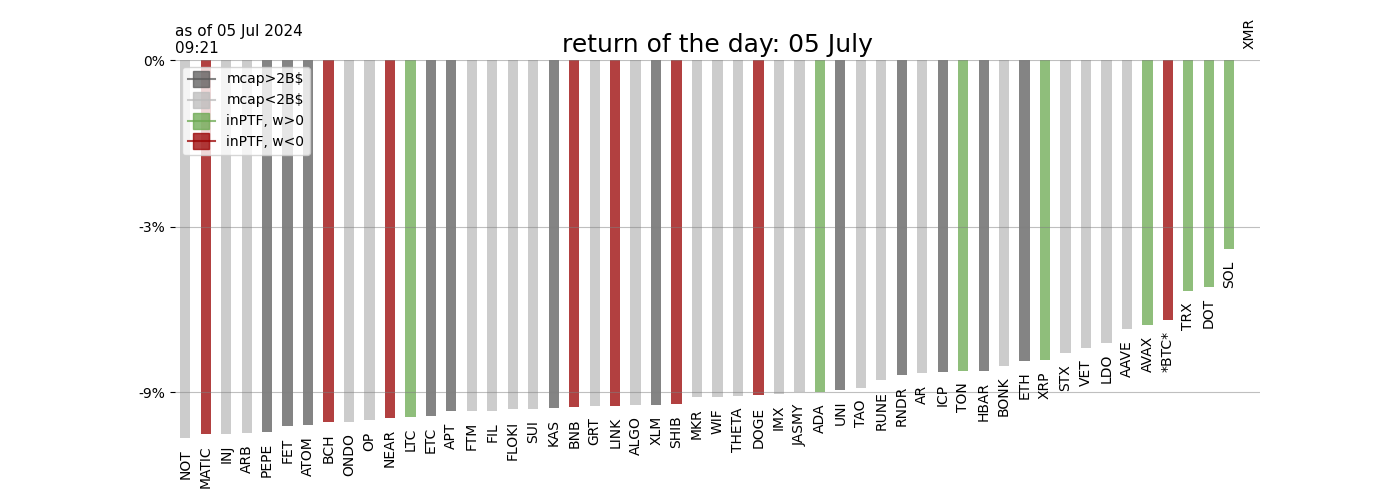 as of 05 Jul 2024
09:21
return of the day: 05 July
XMR
0%
-3%
-9%
mcap>2B$
mcap<2B$
inPTF, w>0
inPTF, w<0
NOT
MATIC
INJ
ARB
PEPE
FET
ATOM
BCH
ONDO
OP
NEAR
LTC
ETC
APT
FTM
FIL
FLOKI
SUI
KAS
BNB
GRT
LINK
ALGO
XLM
SHIB
MKR
WIF
THETA
DOGE
IMX
JASMY
ADA
UNI
TAO
RUNE
RNDR
AR
ICP
TON
HBAR
BONK
ETH
XRP
STX
VET
LDO
AAVE
AVAX
*BTC*
TRX
DOT
SOL